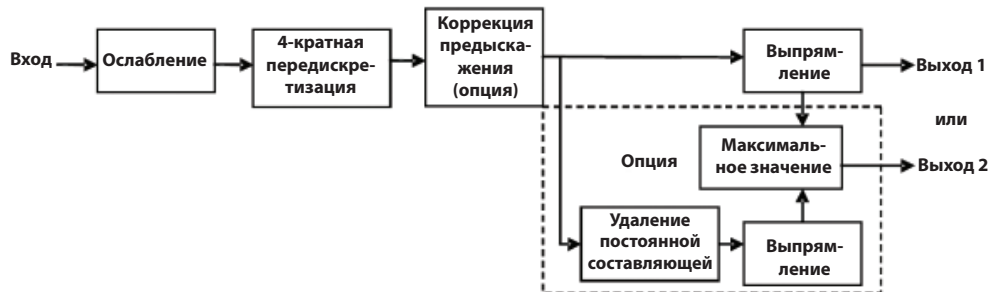 Вход
Ослабление
4-кратная
передискре-
тизация
Коррекция
предыска-
жения
(опция)
Выпрям-
ление
Выход 1
или
Опция
Максималь-
ное значение
Выход 2
Удаление
постоянной
составляющей
Выпрям-
ление